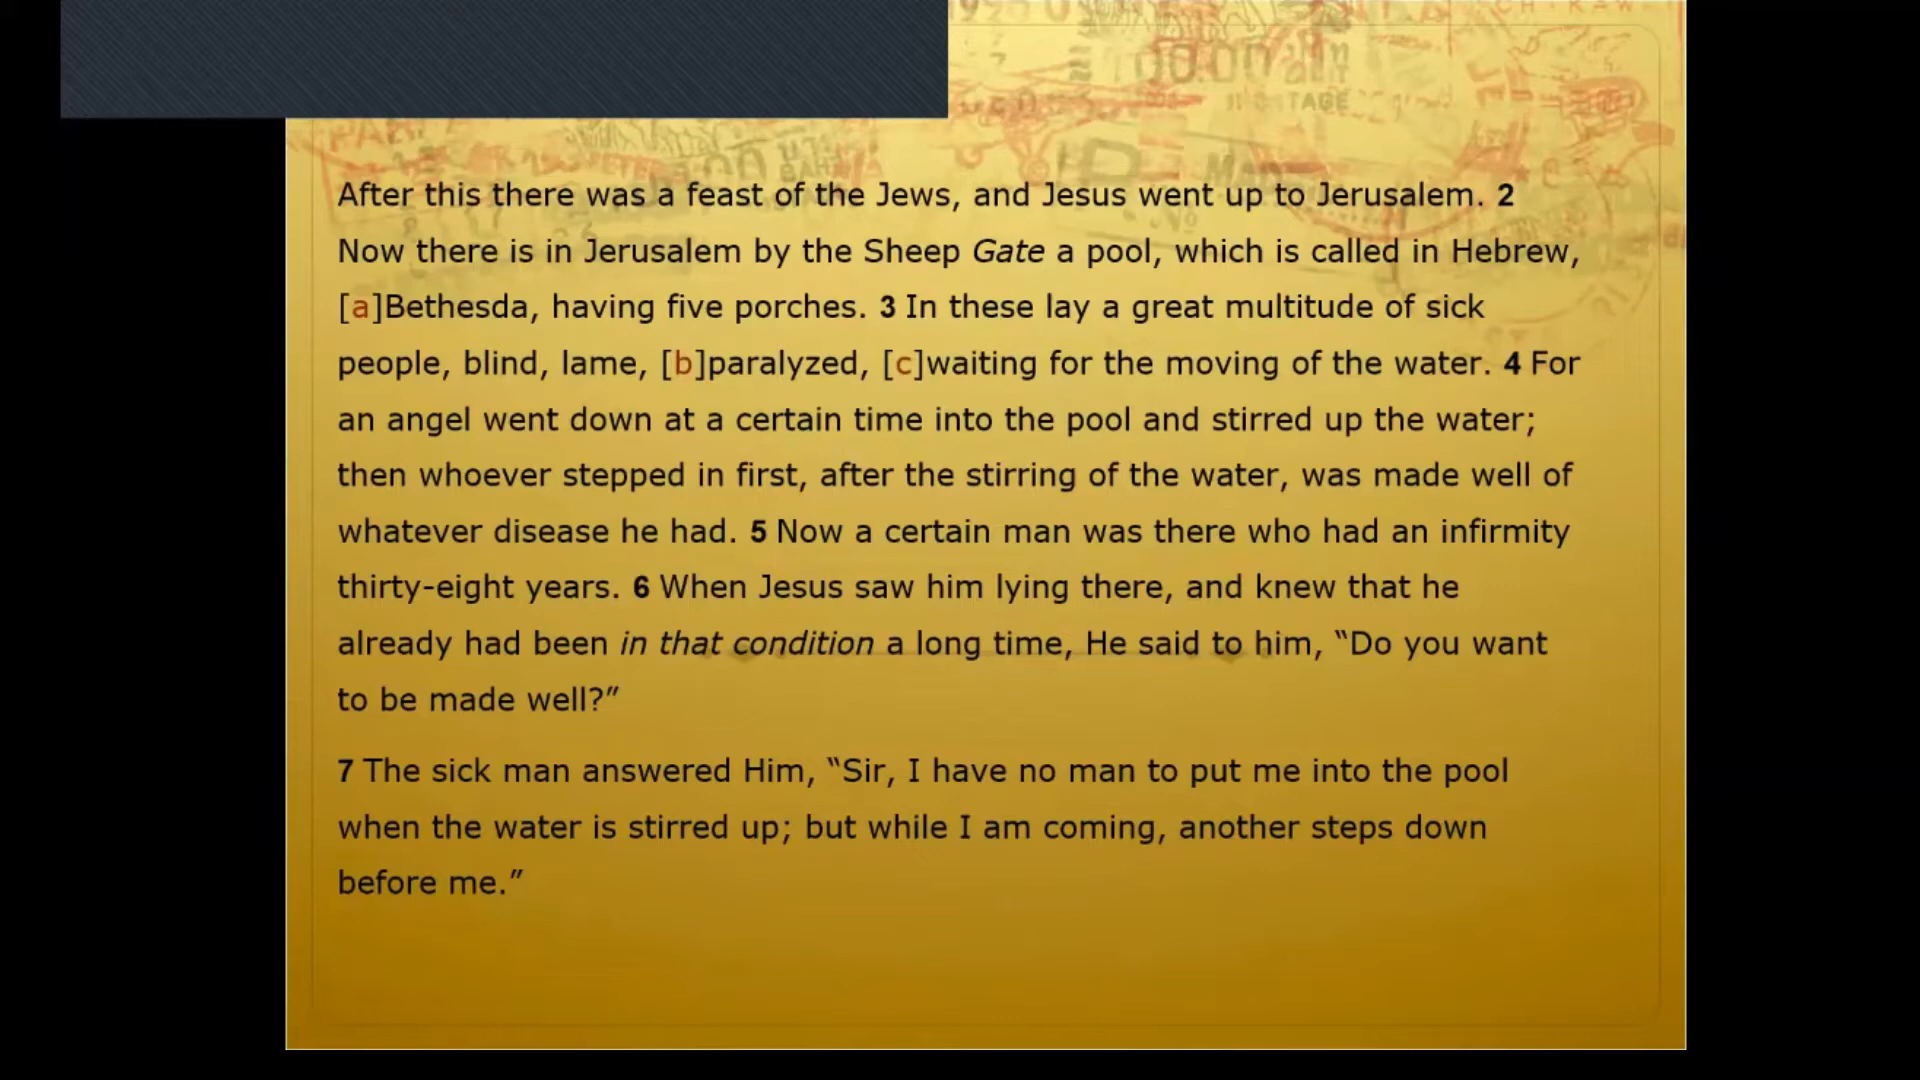 After this there was a feast of the Jews, and Jesus went up to Jerusalem. 2
Now there is in Jerusalem by the Sheep Gate a pool, which is called in Hebrew,
[a]Bethesda, having five porches. 3 In these lay a great multitude of sick
people, blind, lame, [b]paralyzed, [c]waiting for the moving of the water. 4 For
an angel went down at a certain time into the pool and stirred up the water;
then whoever stepped in first, after the stirring of the water, was made well of
whatever disease he had. 5 Now a certain man was there who had an infirmity
thirty-eight years. 6 When Jesus saw him lying there, and knew that he
already had been in that condition a long time, He said to him, “Do you want
to be made well?”
7 The sick man answered Him, “Sir, I have no man to put me into the pool
when the water is stirred up; but while I am coming, another steps down
before me.”